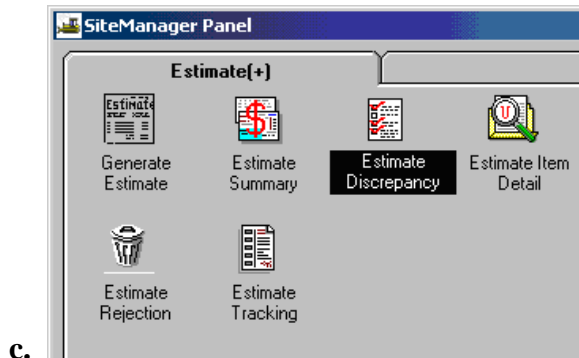 SiteManager Panel
Estimate(+)
Estimate
Generate
Estimate
Estimate
Summary
Estimate
Discrepancy
Estimate Item
Detail
Estimate
Rejection
Estimate
Tracking
c.